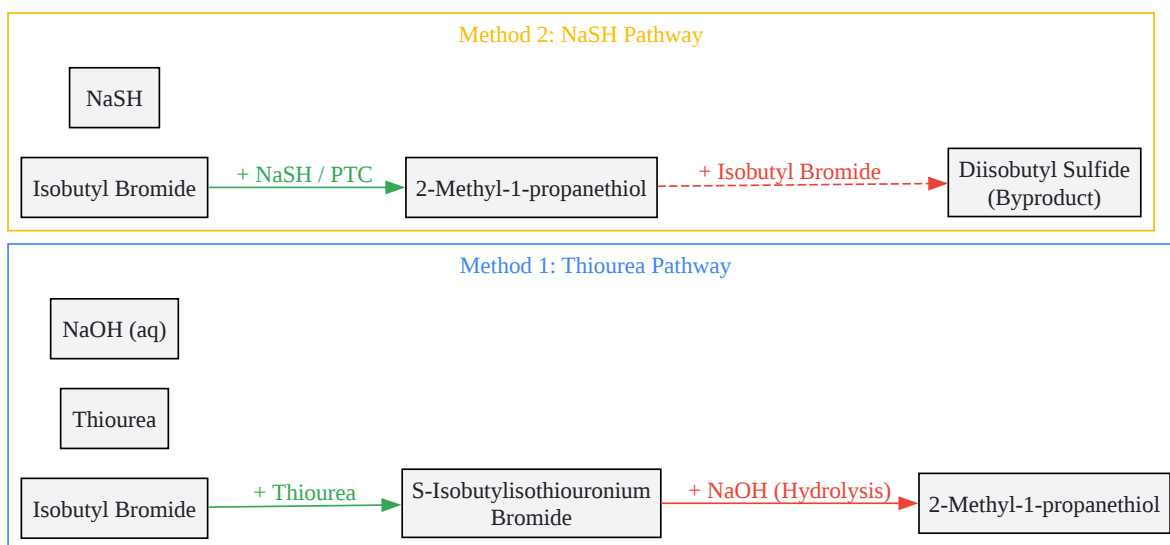 Method 2: NaSH Pathway
NaSH
Isobutyl Bromide
+ NaSH / PTC
2-Methyl-1-propanethiol
+ Isobutyl Bromide
Diisobutyl Sulfide
(Byproduct)
Method 1: Thiourea Pathway
NaOH (aq)
Thiourea
Isobutyl Bromide
+ Thiourea
S-Isobutylisothiouronium
Bromide
+ NaOH (Hydrolysis)
2-Methyl-1-propanethiol